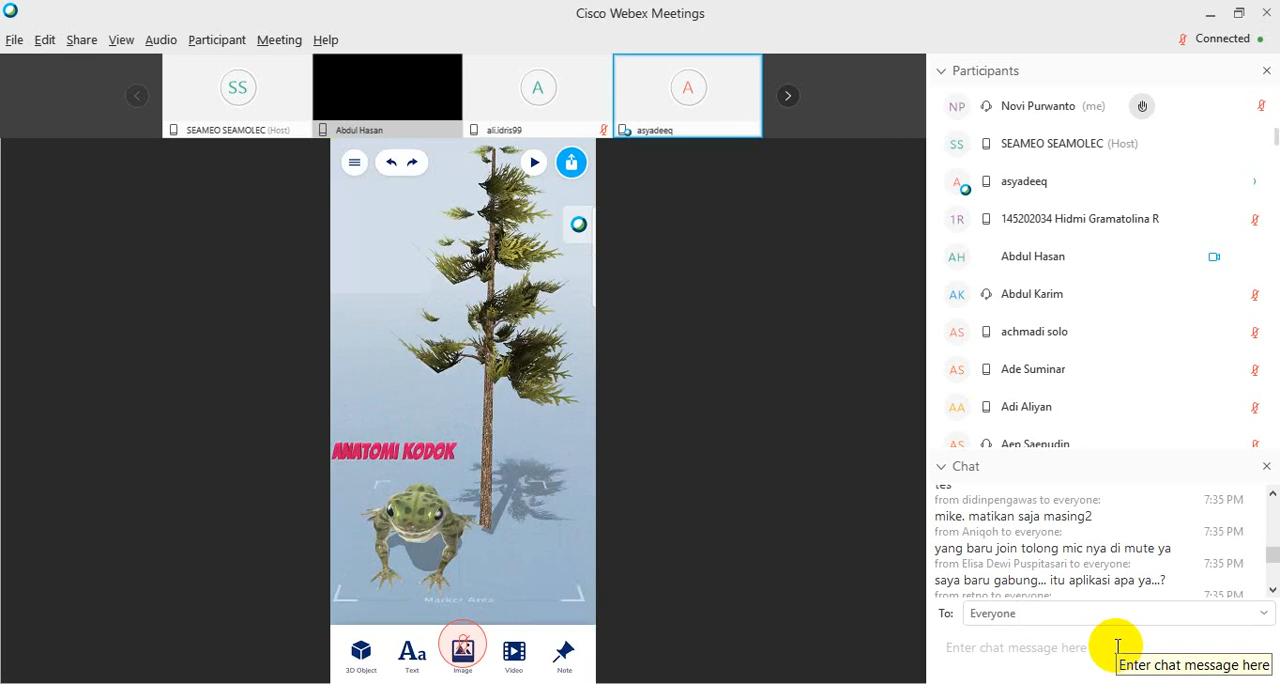 Cisco Webex Meetings
File Edit Share View Audio Participant Meeting Help
Connected
SS
A
A
SEAMEO SEAMOLEC (Host)
Abdul Hasan
ali.idris99
asyadeeq
ANATOMI KODOK
Marker Area
3D Object
Text
Image
Video
Note
Aa
Participants
NP Novi Purwanto (me)
SS SEAMEO SEAMOLEC (Host)
A asyadeeq
1R 145202034 Hidmi Gramatolina R
AH Abdul Hasan
AK Abdul Karim
AS achmadi solo
AS Ade Suminar
AA Adi Aliyan
AS Aep Saepudin
Chat
tes
from didinpengawas to everyone: 7:35 PM
mike. matikan saja masing2
from Aniqoh to everyone: 7:35 PM
yang baru join tolong mic nya di mute ya
from Elisa Dewi Puspitasari to everyone: 7:35 PM
saya baru gabung... itu aplikasi apa ya...?
from retno to everyone: 7:35 PM
To: Everyone
Enter chat message here
Enter chat message here